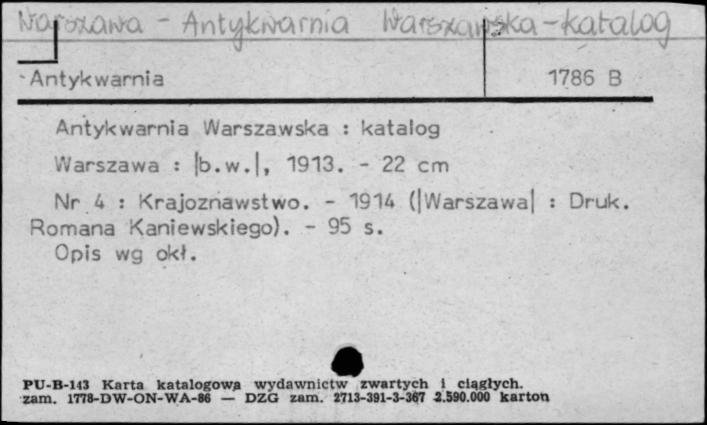 Warszawa - Antykwarnia Warszawska - katalog
Antykwarnia 1786 B
Antykwarnia Warszawska : katalog
Warszawa : |b.w.|, 1913. - 22 cm
Nr 4 : Krajoznawstwo. - 1914 (|Warszawa| : Druk.
Romana Kaniewskiego). - 95 s.
Opis wg okł.
PU-B-143 Karta katalogowa wydawnictw zwartych i ciągłych.
zam. 1778-DW-ON-WA-86 — DZG zam. 2713-391-3-367 2.590.000 karton